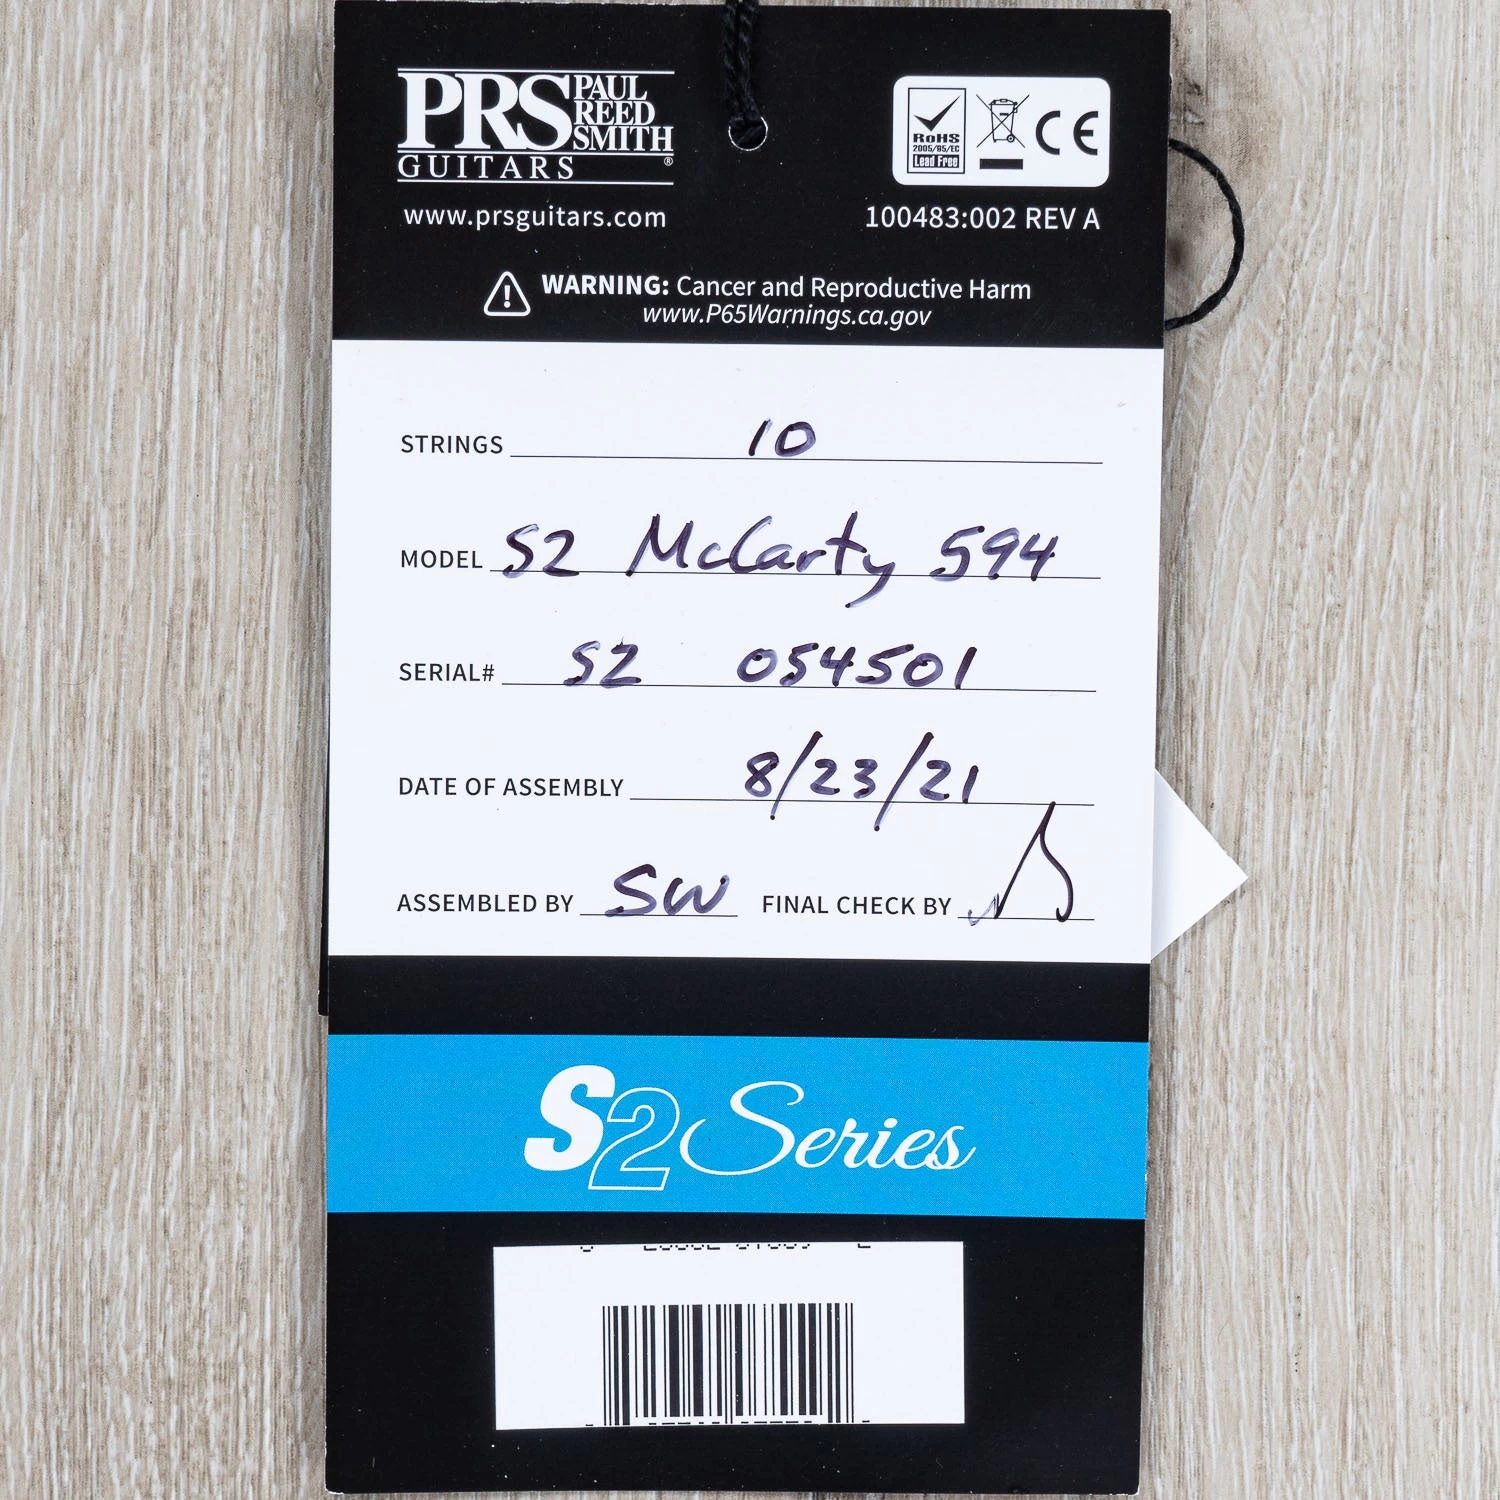 PRS PAUL REED SMITH
GUITARS ®
www.prsguitars.com
RoHS
2005/95/EC
Lead Free
CE
100483:002 REV A
WARNING: Cancer and Reproductive Harm
www.P65Warnings.ca.gov
STRINGS 10
MODEL S2 McCarty 594
SERIAL# S2 054501
DATE OF ASSEMBLY 8/23/21
ASSEMBLED BY SW FINAL CHECK BY
S2 Series